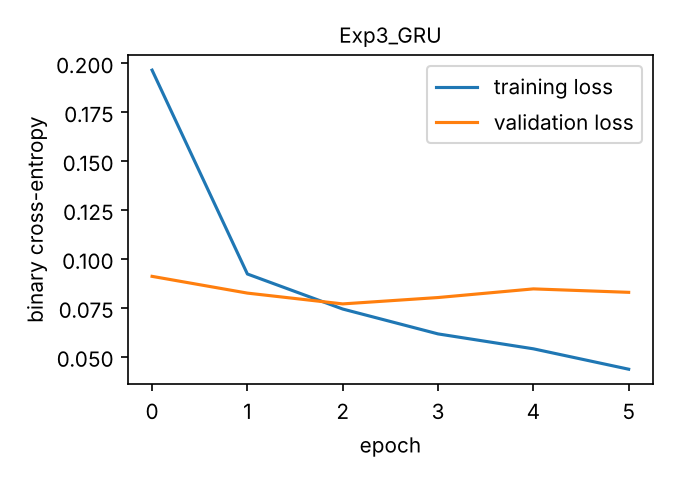 Exp3_GRU
training loss
validation loss
binary cross-entropy
0.200
0.175
0.150
0.125
0.100
0.075
0.050
0 1 2 3 4 5
epoch